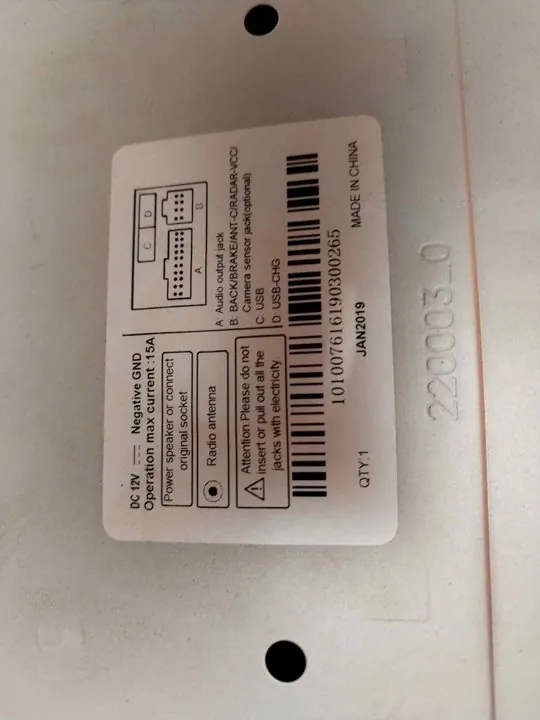 DC 12V Negative GND
Operation max current :15A
Power speaker or connect
original socket
Radio antenna
Attention Please do not
insert or pull out all the
jacks with electricity.
C D
A B
A: Audio output jack
B: BACK/BRAKE/ANT-C/RADAR-VCC/
Camera sensor jack(optional)
C: USB
D: USB-CHG
1010076161903000265
QTY:1 JAN2019 MADE IN CHINA
220003_0